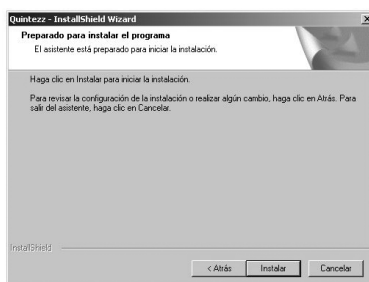 Quintezz - InstallShield Wizard
Preparado para instalar el programa
El asistente está preparado para iniciar la instalación.
Haga clic en Instalar para iniciar la instalación.
Para revisar la configuración de la instalación o realizar algún cambio, haga clic en Atrás. Para
salir del asistente, haga clic en Cancelar.
InstallShield
< Atrás Instalar Cancelar